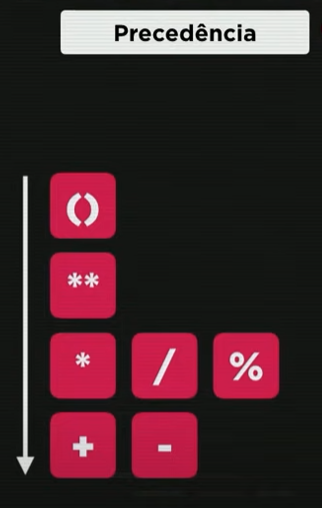 Precedência
()
**
* / %
+ -